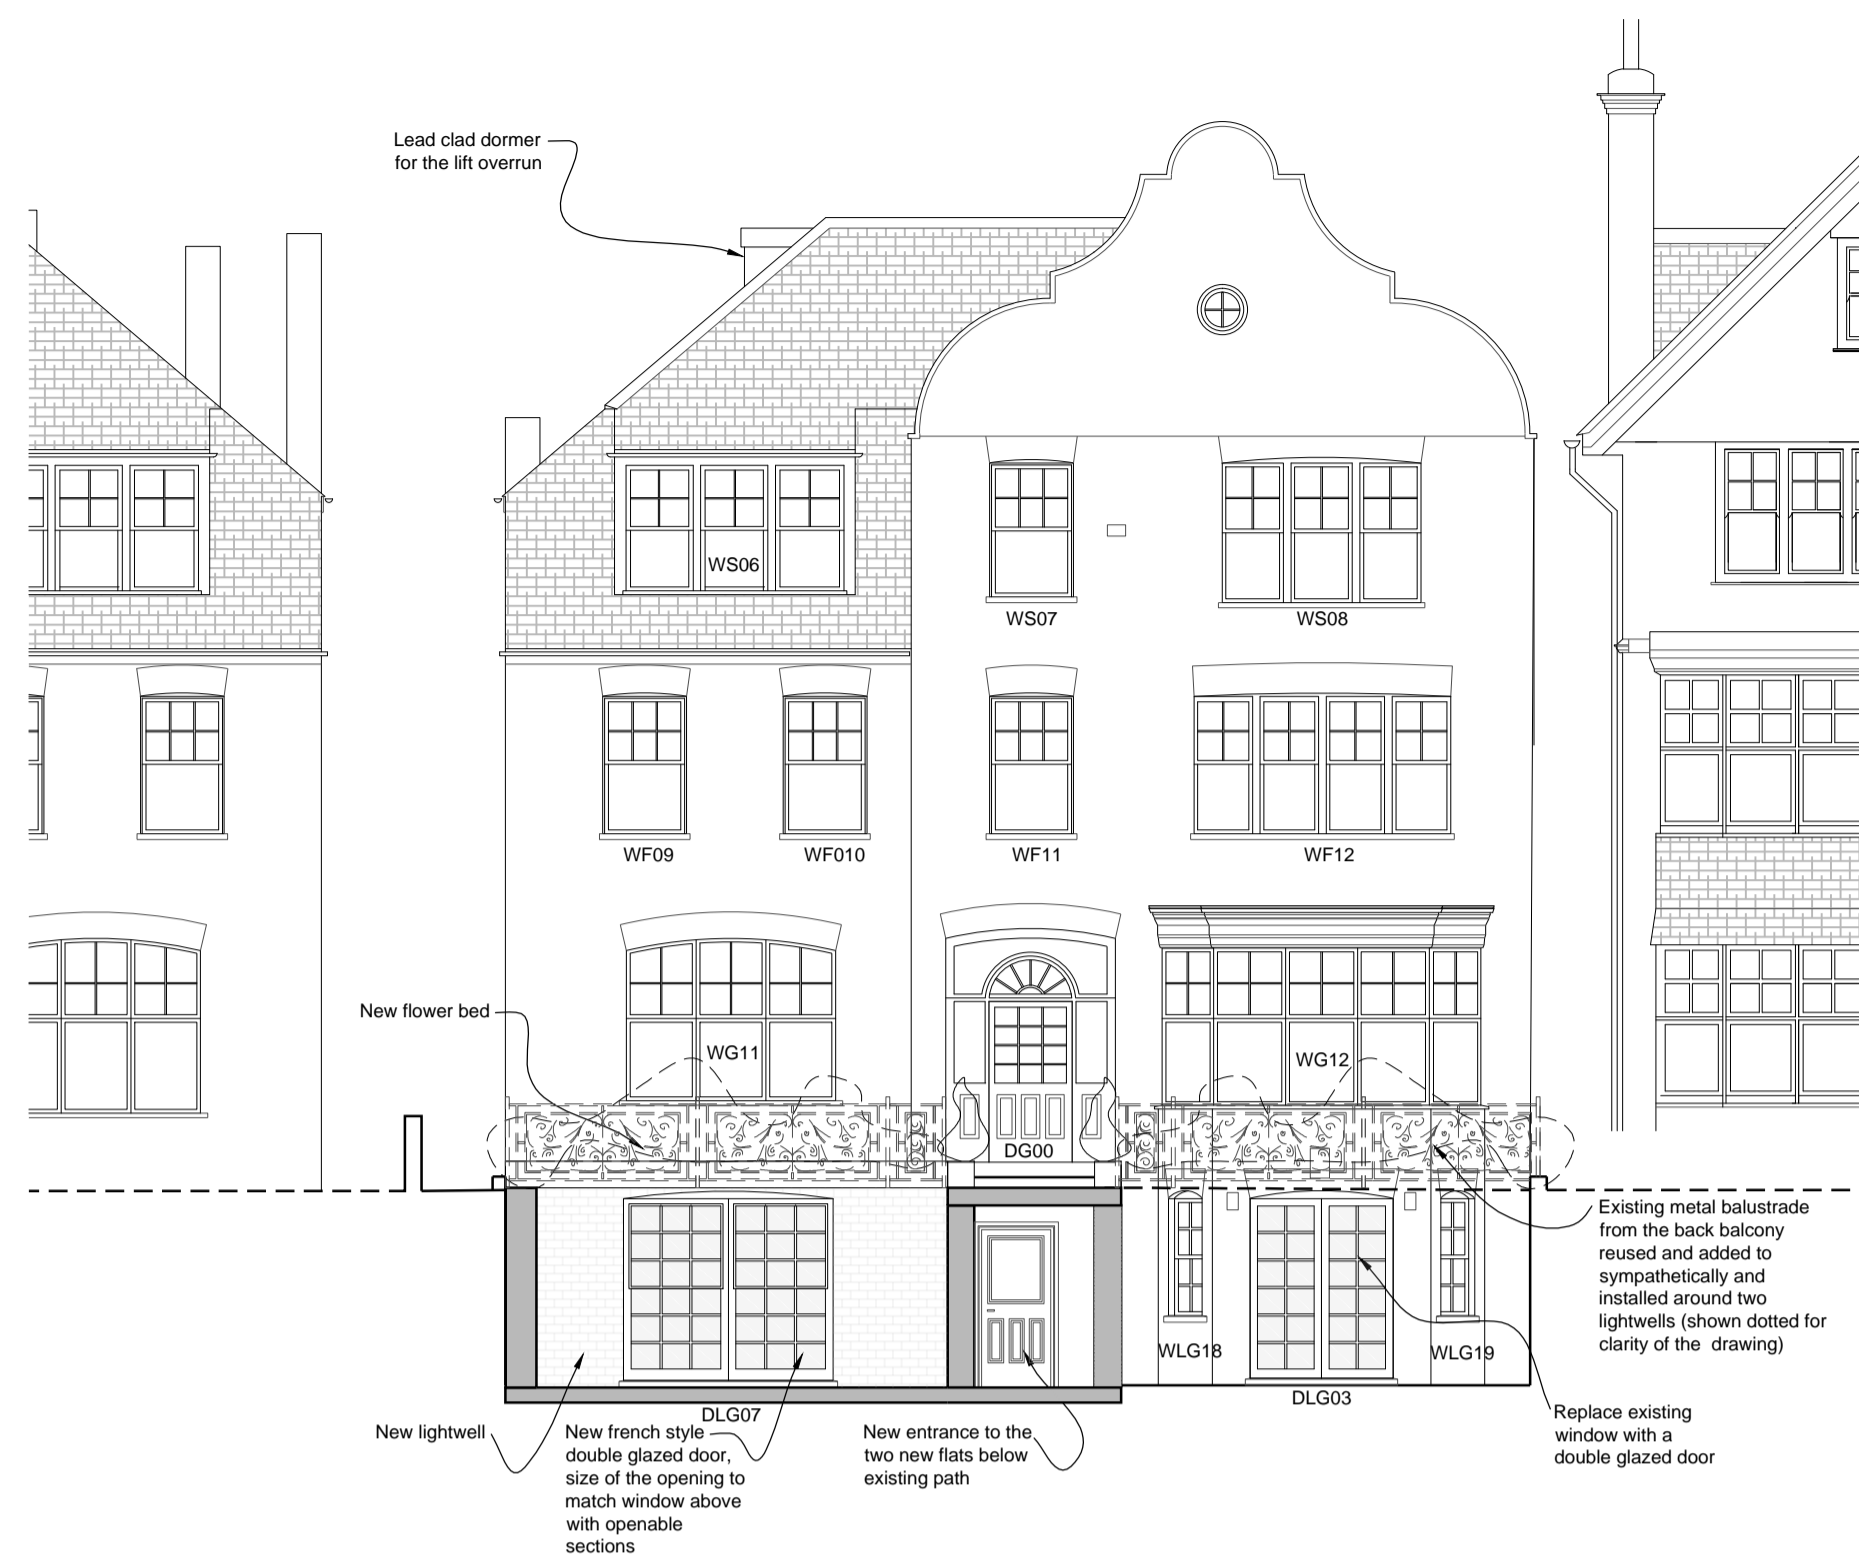 Lead clad dormer
for the lift overrun
WS06
WS07
WS08
WF09
WF010
WF11
WF12
New flower bed
WG11
WG12
DG00
Existing metal balustrade
from the back balcony
reused and added to
sympathetically and
installed around two
lightwells (shown dotted for
clarity of the drawing)
WLG18
WLG19
DLG03
DLG07
New lightwell
New french style
double glazed door,
size of the opening to
match window above
with openable
sections
New entrance to the
two new flats below
existing path
Replace existing
window with a
double glazed door